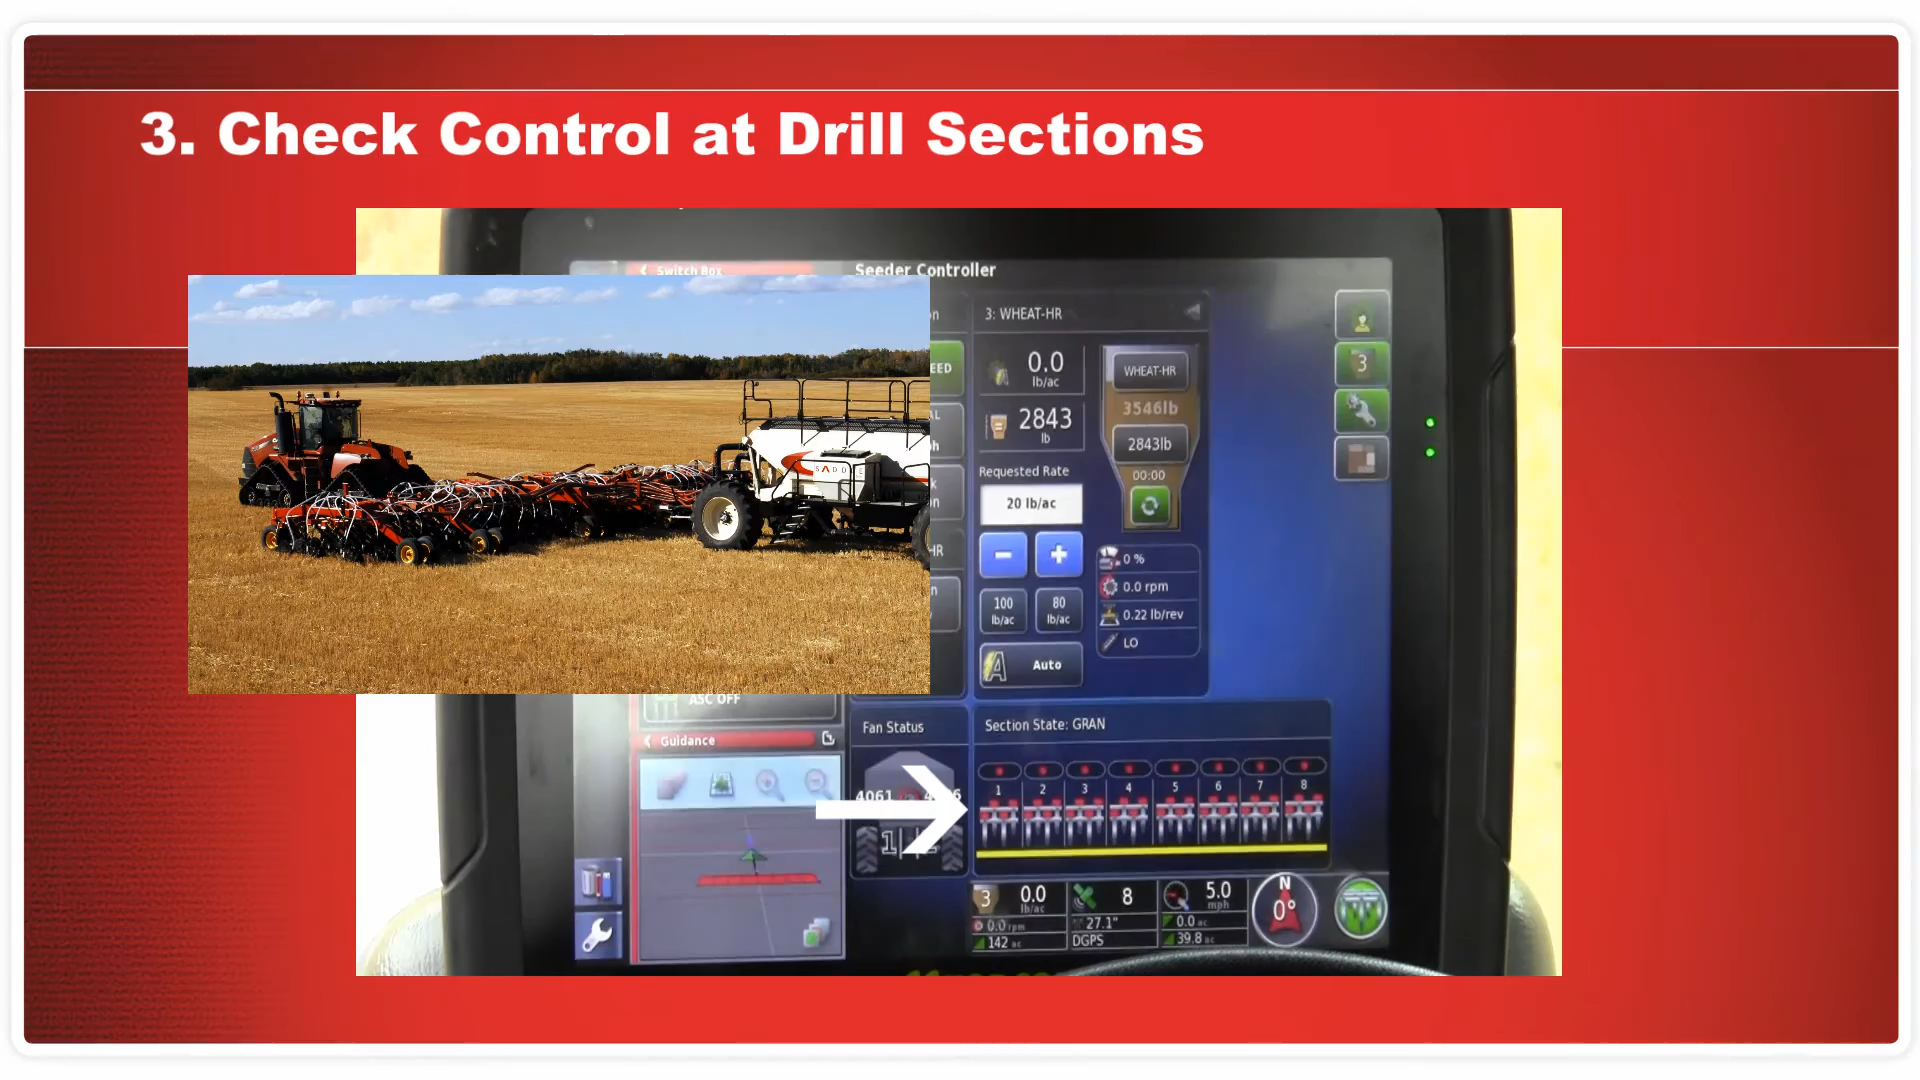 3. Check Control at Drill Sections
Switch Box
Seeder Controller
3: WHEAT-HR
0.0
lb/ac
2843
lb
Requested Rate
20 lb/ac
100
lb/ac
80
lb/ac
Auto
WHEAT-HR
3546lb
2843lb
00:00
0 %
0.0 rpm
0.22 lb/rev
LO
3
EED
HR
ASC OFF
Guidance
Fan Status
4061
Section State: GRAN
1 2 3 4 5 6 7 8
3
0.0
lb/ac
0.0 rpm
142 ac
8
27.1"
DGPS
5.0
mph
0.0 ac
39.8 ac
N
0°